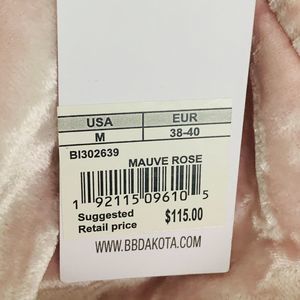 USA EUR
M 38-40
BI302639
MAUVE ROSE
1 92115 09610 5
Suggested
Retail price $115.00
WWW.BBDAKOTA.COM